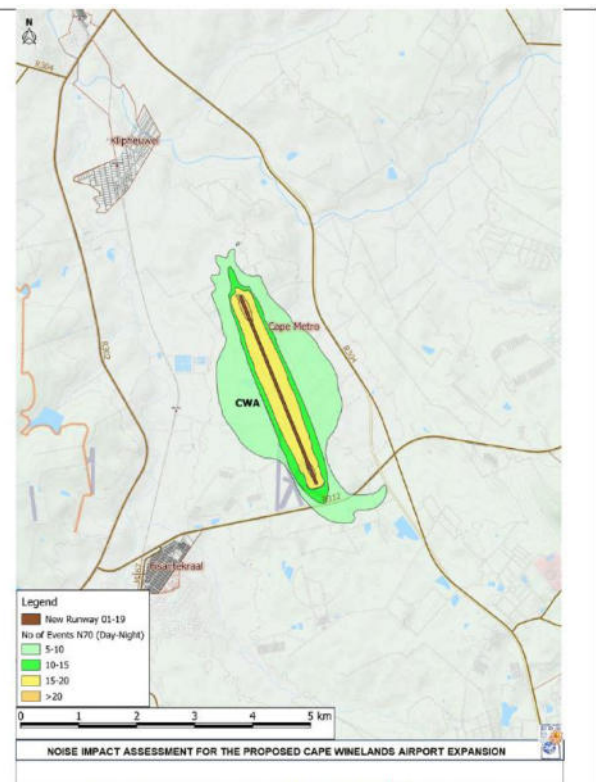 N
R304
Klipheuwel
R302
Cape Metro
R304
CWA
R312
Fisantekraal
Legend
New Runway 01-19
No of Events N70 (Day-Night)
5-10
10-15
15-20
>20
0 1 2 3 4 5 km
NOISE IMPACT ASSESSMENT FOR THE PROPOSED CAPE WINELANDS AIRPORT EXPANSION